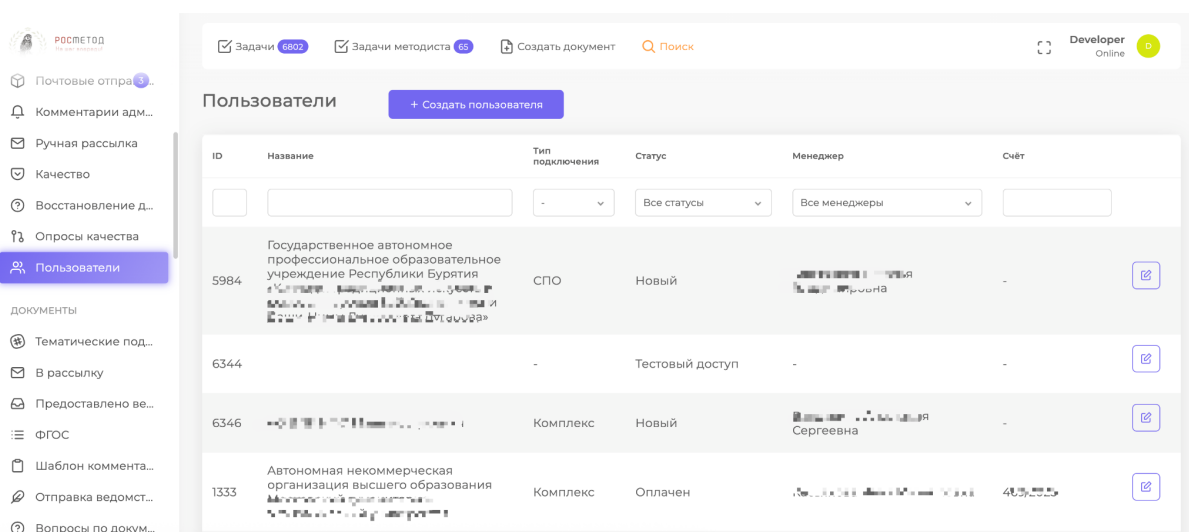 РОСМЕТОД
Почтовые отпра...
3
Комментарии адм...
Ручная рассылка
Качество
Восстановление д...
Опросы качества
Пользователи
ДОКУМЕНТЫ
Тематические под...
В рассылку
Предоставлено ве...
ФГОС
Шаблон коммента...
Отправка ведомст...
Вопросы по докум...
Задачи 6802 Задачи методиста 65 Создать документ Поиск
Developer
Online
D
Пользователи + Создать пользователя
ID Название Тип подключения Статус Менеджер Счёт
- Все статусы Все менеджеры
Государственное автономное
профессиональное образовательное
учреждение Республики Бурятия
5984 СПО Новый -
6344 - Тестовый доступ - -
6346 Комплекс Новый -
Сергеевна
Автономная некоммерческая
организация высшего образования
1333 Комплекс Оплачен